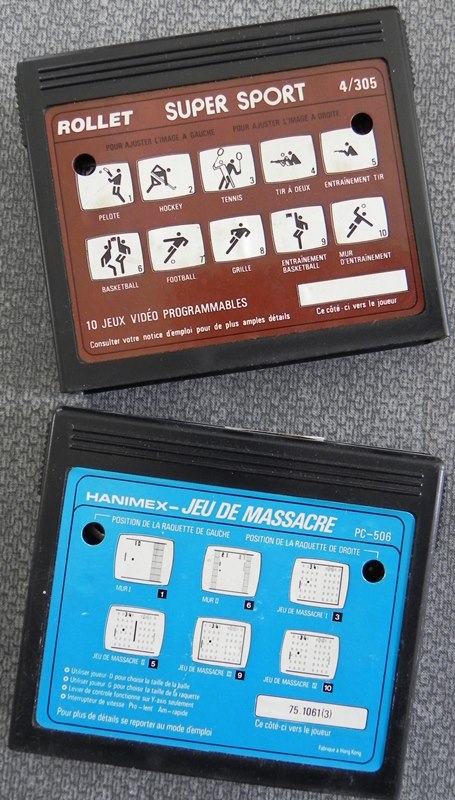 ROLLET SUPER SPORT 4/305
POUR AJUSTER L'IMAGE A GAUCHE POUR AJUSTER L'IMAGE A DROITE
1 2 3 4 5
PELOTE HOCKEY TENNIS TIR À DEUX ENTRAÎNEMENT TIR
6 7 8 9 10
BASKETBALL FOOTBALL GRILLE ENTRAÎNEMENT BASKETBALL MUR D'ENTRAÎNEMENT
10 JEUX VIDÉO PROGRAMMABLES
Consulter votre notice d'emploi pour de plus amples détails
Ce côté-ci vers le joueur
HANIMEX-JEU DE MASSACRE PC-506
POSITION DE LA RAQUETTE DE GAUCHE POSITION DE LA RAQUETTE DE DROITE
MUR I 1 MUR II 6 JEU DE MASSACRE I 3
JEU DE MASSACRE II 5 JEU DE MASSACRE III 9 JEU DE MASSACRE IV 10
Utiliser joueur-D pour choisir la taille de la balle
Utiliser joueur G pour choisir la taille de la raquette
Levier de controle fonctionne sur Y-axis seulement
Interrupteur de vitesse Pro-lent Am-rapide
Pour plus de détails se reporter au mode d'emploi
75.1061(3)
Ce côté-ci vers le joueur
Fabriqué à Hong Kong